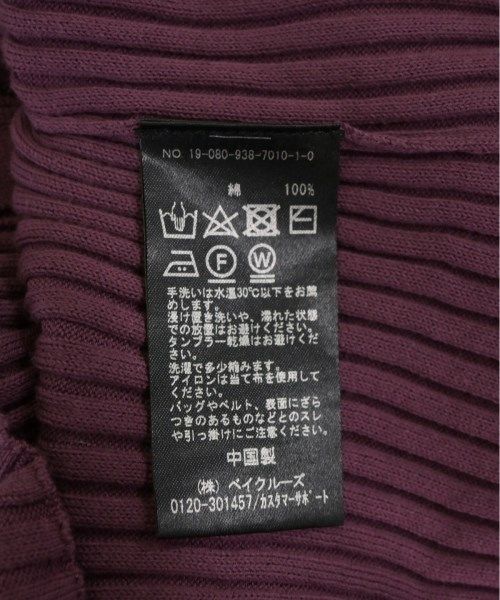 NO 19-080-938-7010-1-0
綿 100%
F W
手洗いは水温30℃以下をお薦
めします。
浸け置き洗いや、濡れた状態
での放置はお避けください。
タンブラー乾燥はお避けくださ
い。
洗濯で多少縮みます。
アイロンは当て布を使用して
ください。
バッグやベルト、表面にざら
つきのあるものなどとのスレ
や引っ掛けにご注意ください。
中国製
(株) ベイクルーズ
0120-301457/カスタマーサポート